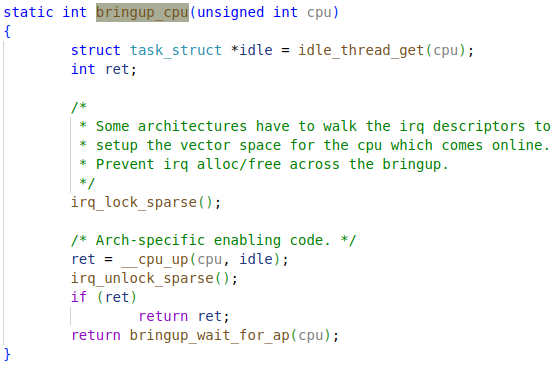 static int bringup_cpu(unsigned int cpu)
{
        struct task_struct *idle = idle_thread_get(cpu);
        int ret;

        /*
         * Some architectures have to walk the irq descriptors to
         * setup the vector space for the cpu which comes online.
         * Prevent irq alloc/free across the bringup.
         */
        irq_lock_sparse();

        /* Arch-specific enabling code. */
        ret = __cpu_up(cpu, idle);
        irq_unlock_sparse();
        if (ret)
                return ret;
        return bringup_wait_for_ap(cpu);
}